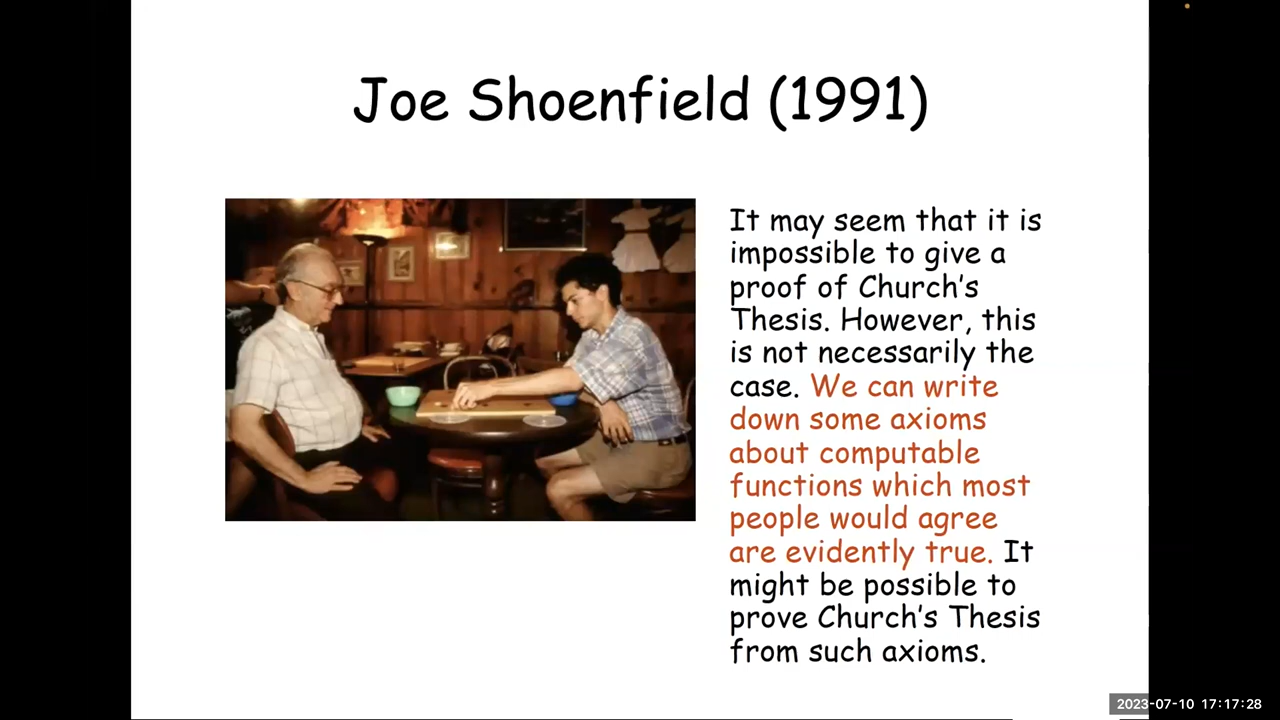 Joe Shoenfield (1991)
It may seem that it is
impossible to give a
proof of Church's
Thesis. However, this
is not necessarily the
case. We can write
down some axioms
about computable
functions which most
people would agree
are evidently true. It
might be possible to
prove Church's Thesis
from such axioms.
2023-07-10 17:17:28